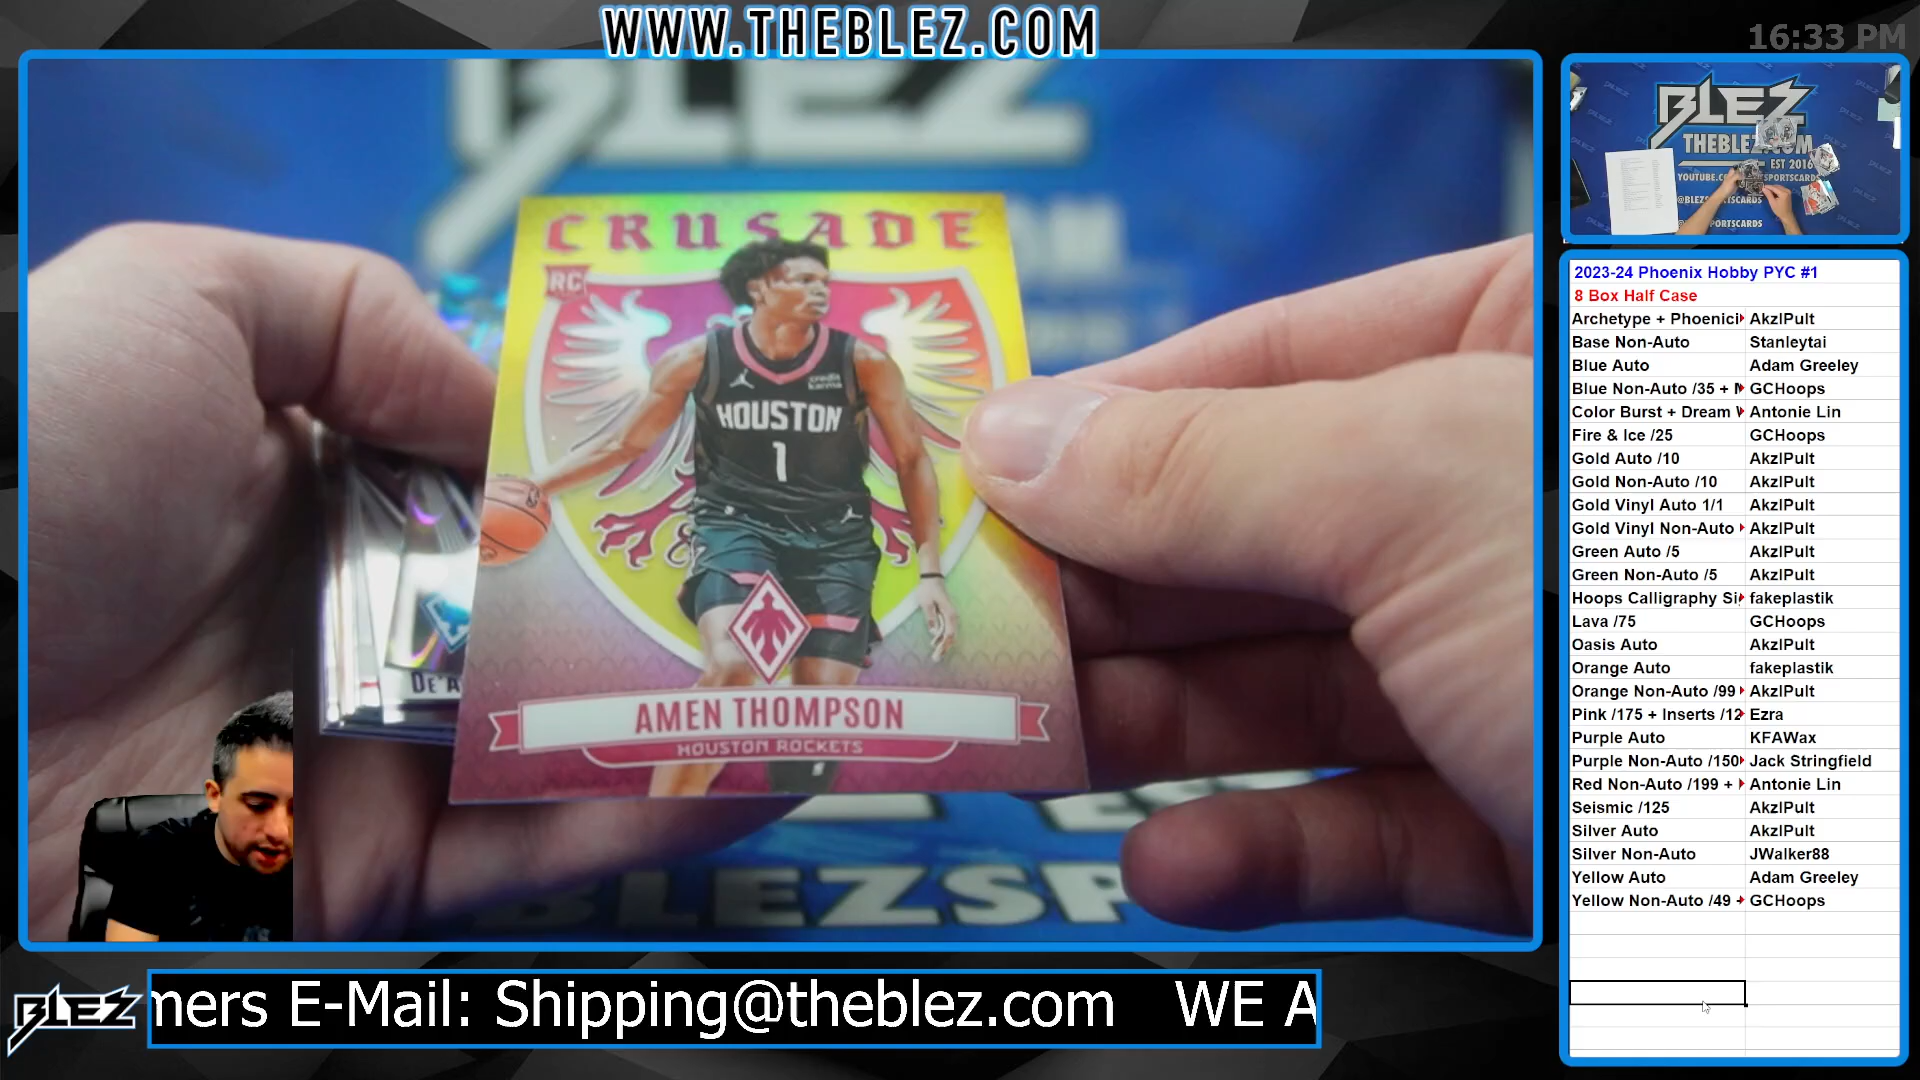 WWW.THEBLEZ.COM
16:33 PM
BLEZ
CRUSADE
RC
credit karma
HOUSTON
1
DE'A
AMEN THOMPSON
HOUSTON ROCKETS
BLEZSP
BLEZ
THEBLEZ.COM
EST 2016
2023-24 Phoenix Hobby PYC #1
8 Box Half Case
Archetype + Phoenici AkzlPult
Base Non-Auto Stanleytai
Blue Auto Adam Greeley
Blue Non-Auto /35 + GCHoops
Color Burst + Dream Antonie Lin
Fire & Ice /25 GCHoops
Gold Auto /10 AkzlPult
Gold Non-Auto /10 AkzlPult
Gold Vinyl Auto 1/1 AkzlPult
Gold Vinyl Non-Auto AkzlPult
Green Auto /5 AkzlPult
Green Non-Auto /5 AkzlPult
Hoops Calligraphy Si fakeplastik
Lava /75 GCHoops
Oasis Auto AkzlPult
Orange Auto fakeplastik
Orange Non-Auto /99 AkzlPult
Pink /175 + Inserts /12 Ezra
Purple Auto KFAWax
Purple Non-Auto /150 Jack Stringfield
Red Non-Auto /199 + Antonie Lin
Seismic /125 AkzlPult
Silver Auto AkzlPult
Silver Non-Auto JWalker88
Yellow Auto Adam Greeley
Yellow Non-Auto /49 + GCHoops
BLEZ
mers E-Mail: Shipping@theblez.com WE A